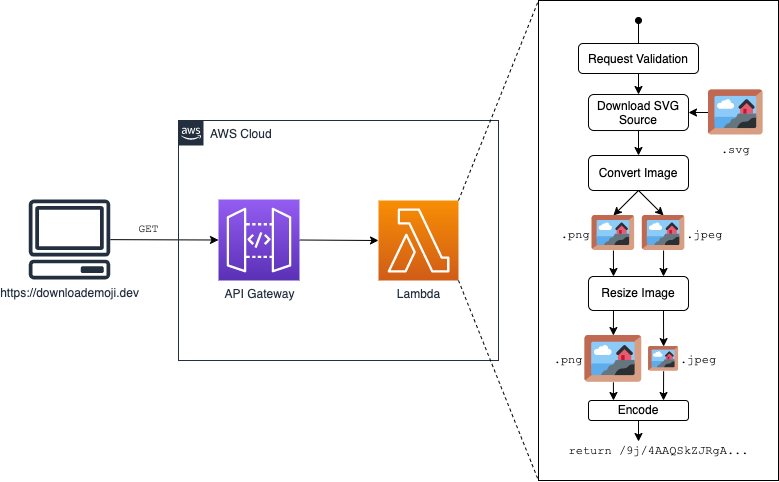 Request Validation
Download SVG
Source
.svg
aws
AWS Cloud
Convert Image
GET
.png
.jpeg
https://downloademoji.dev
API Gateway
Lambda
Resize Image
.png
.jpeg
Encode
return /9j/4AAQSkZJRgA...